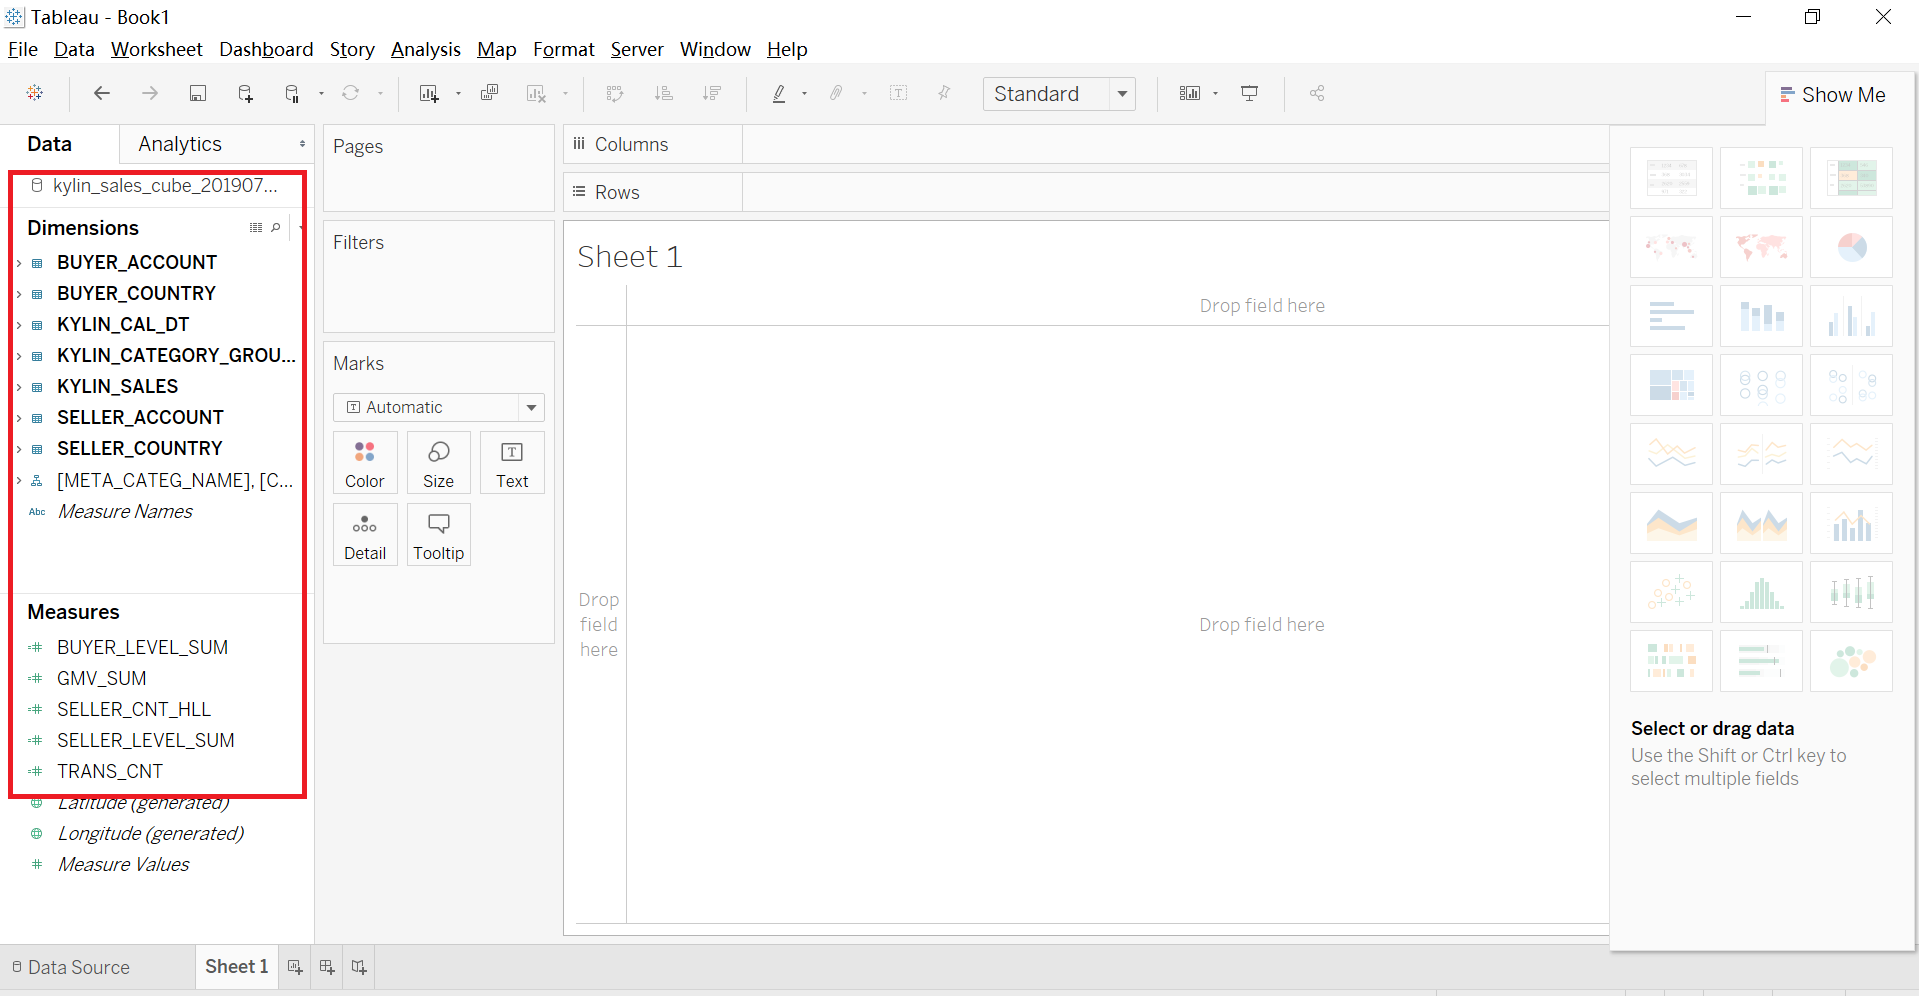 Tableau - Book1
File Data Worksheet Dashboard Story Analysis Map Format Server Window Help
Standard
Show Me
Data Analytics
kylin_sales_cube_201907...
Dimensions
BUYER_ACCOUNT
BUYER_COUNTRY
KYLIN_CAL_DT
KYLIN_CATEGORY_GROU...
KYLIN_SALES
SELLER_ACCOUNT
SELLER_COUNTRY
[META_CATEG_NAME], [C...
Abc Measure Names
Measures
BUYER_LEVEL_SUM
GMV_SUM
SELLER_CNT_HLL
SELLER_LEVEL_SUM
TRANS_CNT
Latitude (generated)
Longitude (generated)
Measure Values
Pages
Filters
Marks
Automatic
Color Size Text
Detail Tooltip
Columns
Rows
Sheet 1
Drop field here
Drop
field
here
Drop field here
Select or drag data
Use the Shift or Ctrl key to
select multiple fields
Data Source Sheet 1